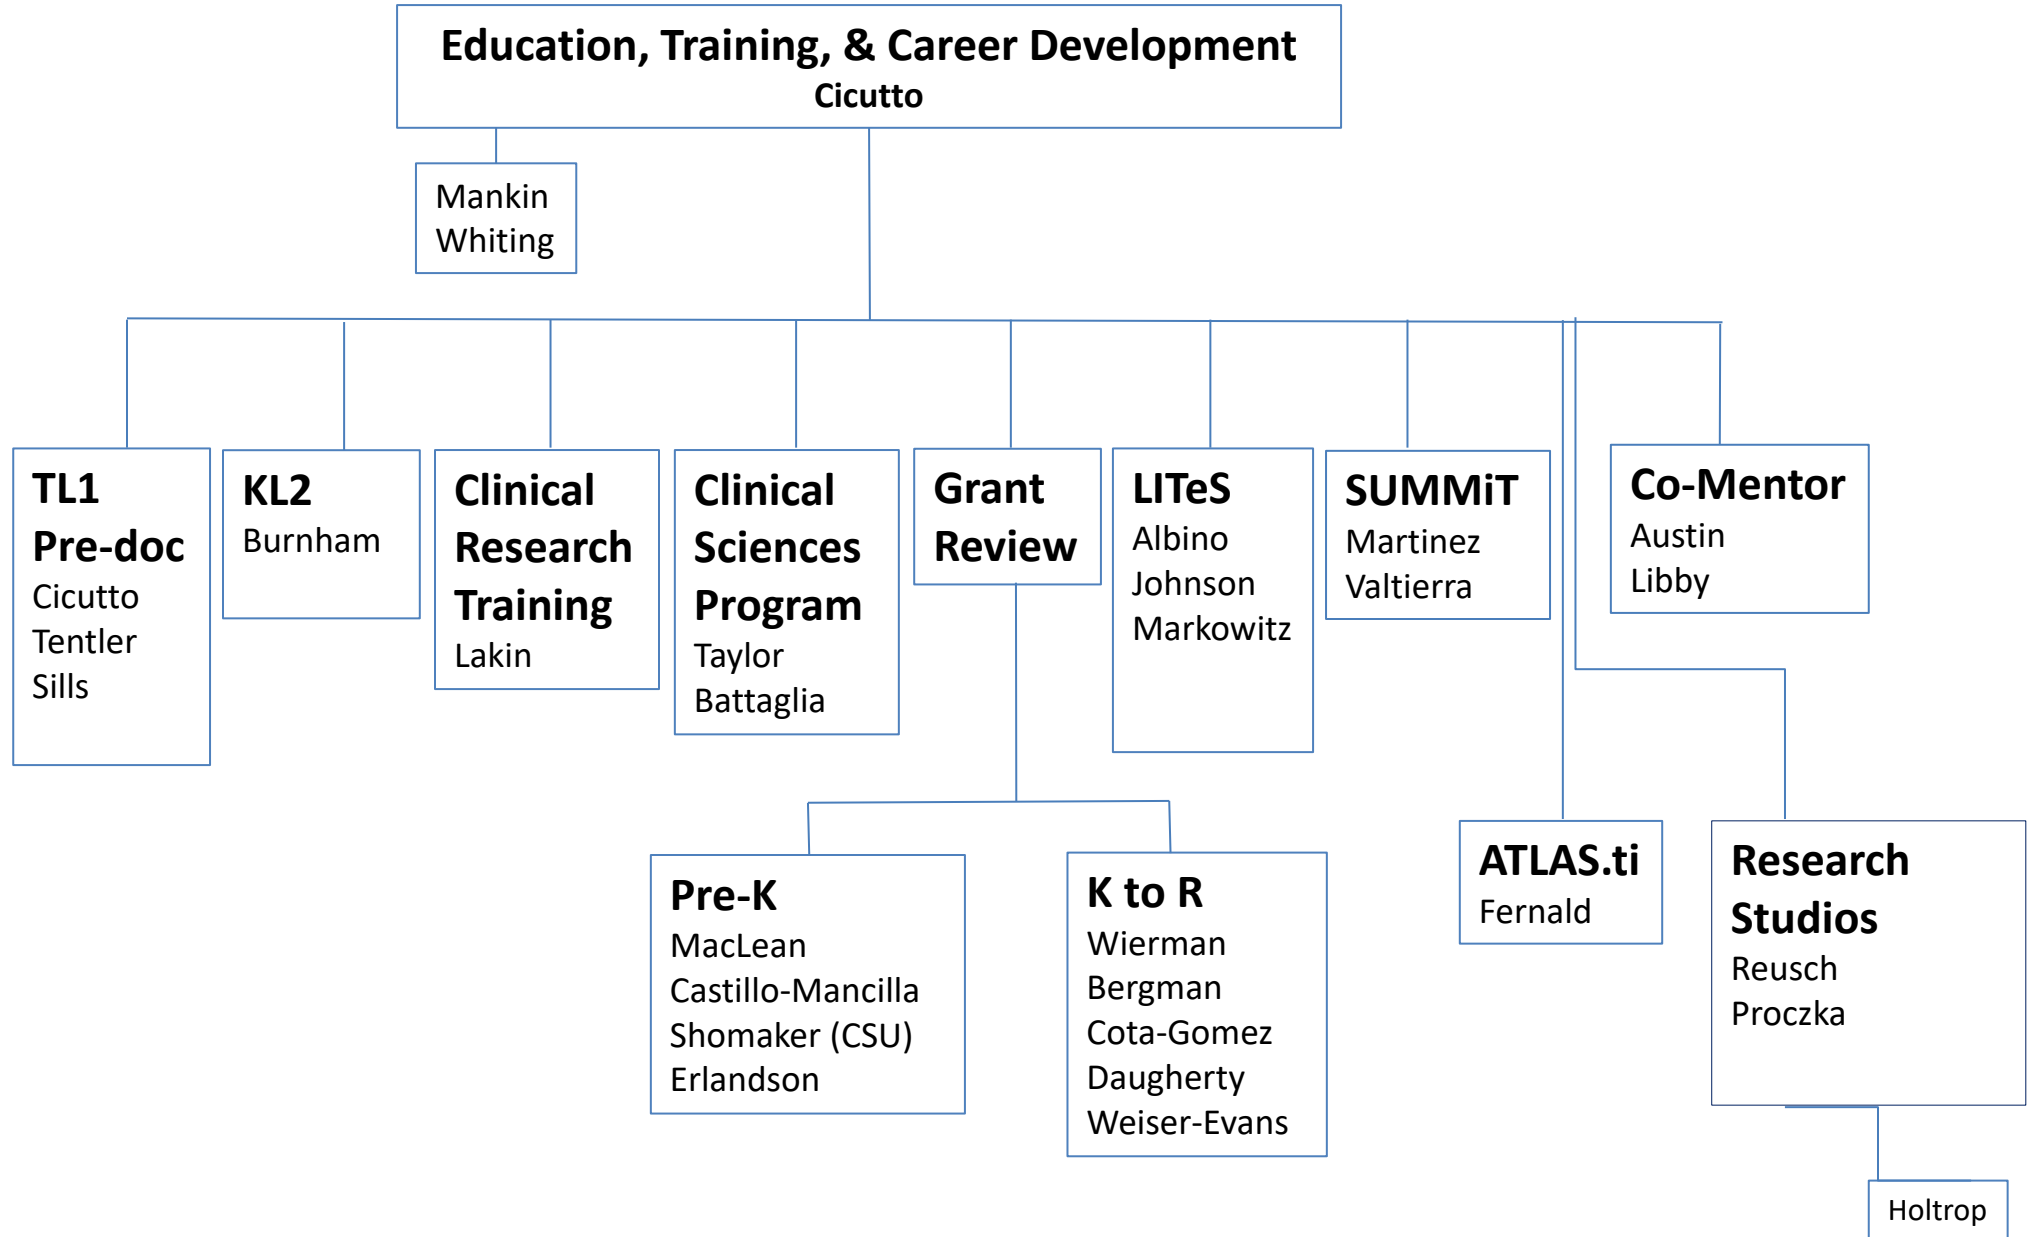 Education, Training, & Career Development
Cicutto
Mankin
Whiting
TL1
Pre-doc
Cicutto
Tentler
Sills
KL2
Burnham
Clinical
Research
Training
Lakin
Clinical
Sciences
Program
Taylor
Battaglia
Grant
Review
LITeS
Albino
Johnson
Markowitz
SUMMiT
Martinez
Valtierra
Co-Mentor
Austin
Libby
Pre-K
MacLean
Castillo-Mancilla
Shomaker (CSU)
Erlandson
K to R
Wierman
Bergman
Cota-Gomez
Daugherty
Weiser-Evans
ATLAS.ti
Fernald
Research
Studios
Reusch
Proczka
Holtrop